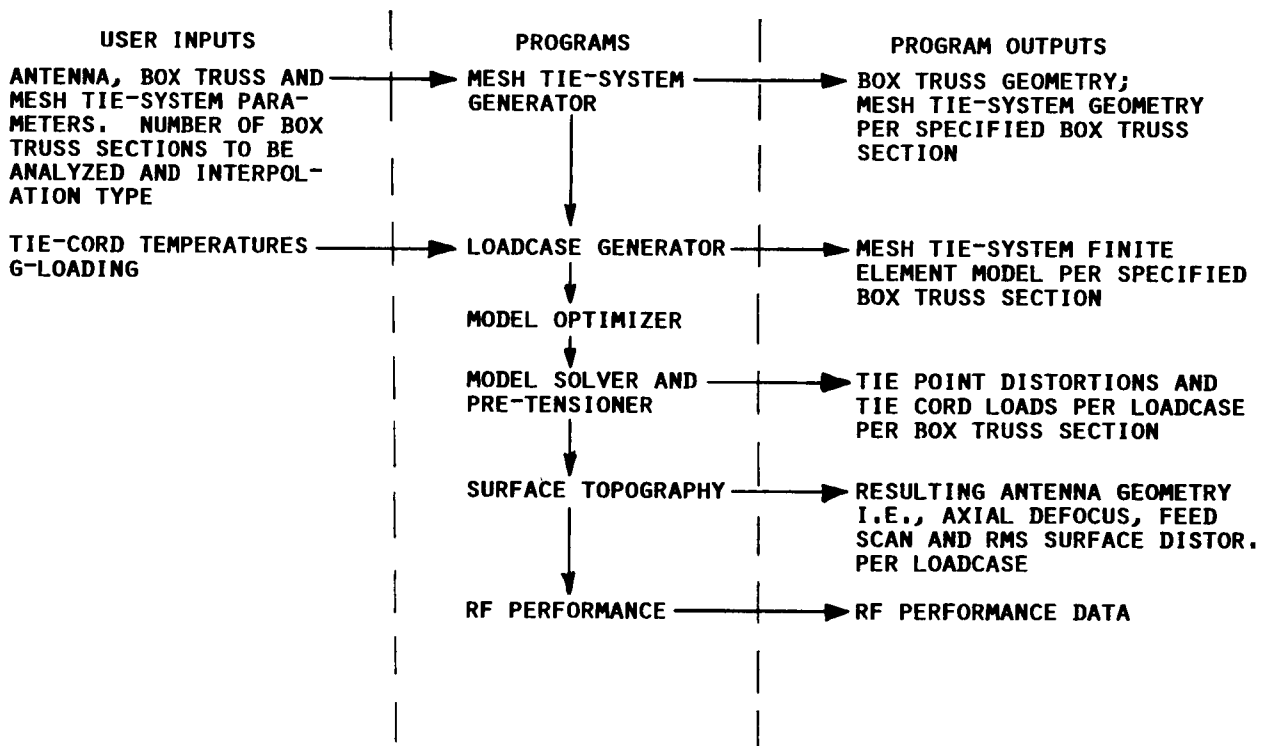 USER INPUTS
PROGRAMS
PROGRAM OUTPUTS
ANTENNA, BOX TRUSS AND
MESH TIE-SYSTEM PARA-
METERS. NUMBER OF BOX
TRUSS SECTIONS TO BE
ANALYZED AND INTERPOL-
ATION TYPE
MESH TIE-SYSTEM
GENERATOR
BOX TRUSS GEOMETRY;
MESH TIE-SYSTEM GEOMETRY
PER SPECIFIED BOX TRUSS
SECTION
TIE-CORD TEMPERATURES
G-LOADING
LOADCASE GENERATOR
MESH TIE-SYSTEM FINITE
ELEMENT MODEL PER SPECIFIED
BOX TRUSS SECTION
MODEL OPTIMIZER
MODEL SOLVER AND
PRE-TENSIONER
TIE POINT DISTORTIONS AND
TIE CORD LOADS PER LOADCASE
PER BOX TRUSS SECTION
SURFACE TOPOGRAPHY
RESULTING ANTENNA GEOMETRY
I.E., AXIAL DEFOCUS, FEED
SCAN AND RMS SURFACE DISTOR.
PER LOADCASE
RF PERFORMANCE
RF PERFORMANCE DATA